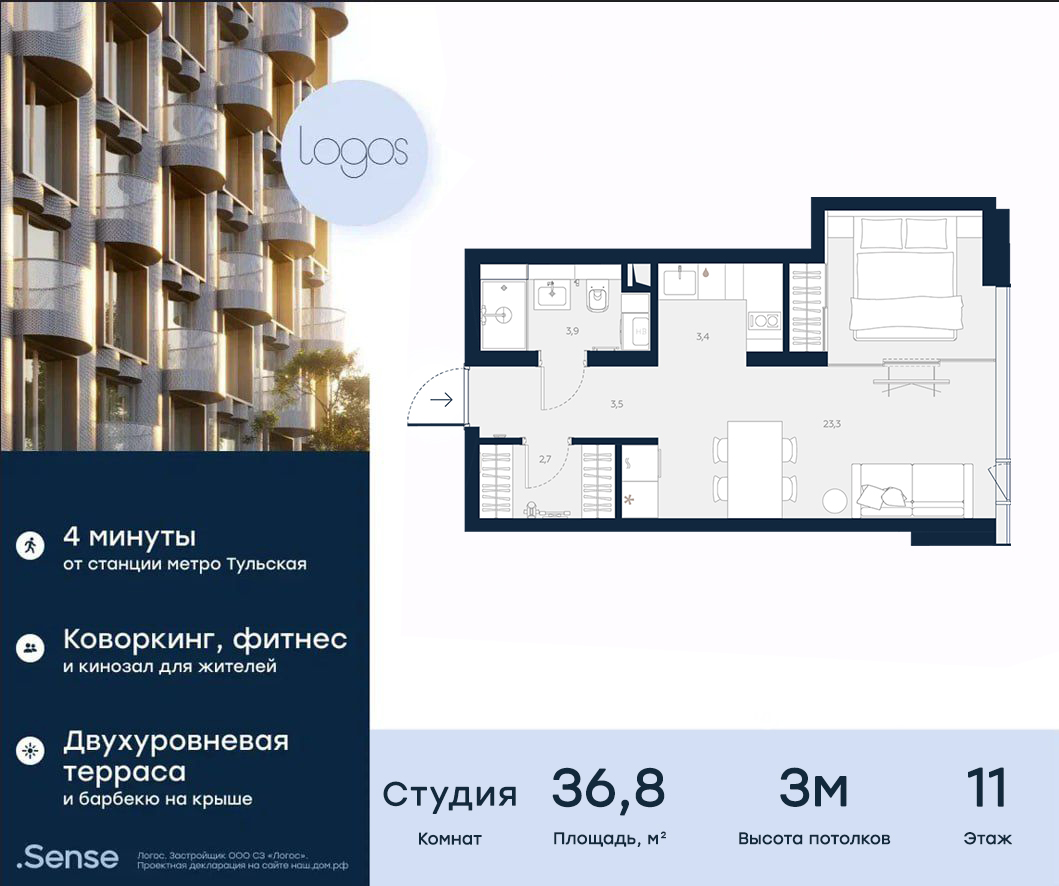 logos
3,9
3,4
3,5
23,3
2,7
4 минуты
от станции метро Тульская
Коворкинг, фитнес
и кинозал для жителей
Двухуровневая
терраса
и барбекю на крыше
.Sense
Логос. Застройщик ООО СЗ «Логос».
Проектная декларация на сайте наш.дом.рф
Студия
Комнат
36,8
Площадь, м²
3м
Высота потолков
11
Этаж